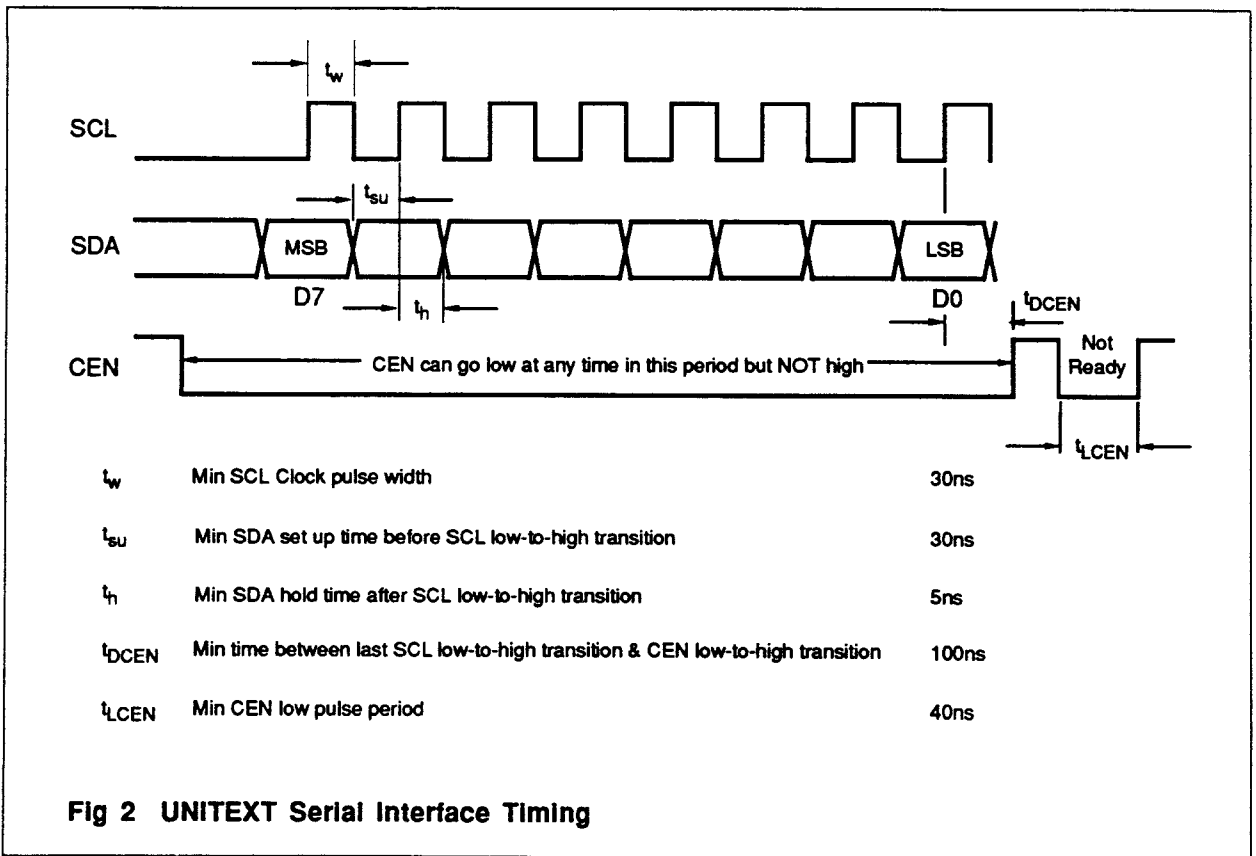 tw
SCL
tsu
SDA
MSB
LSB
D7
th
D0
tDCEN
CEN
CEN can go low at any time in this period but NOT high
Not
Ready
tLCEN
tw Min SCL Clock pulse width 30ns
tsu Min SDA set up time before SCL low-to-high transition 30ns
th Min SDA hold time after SCL low-to-high transition 5ns
tDCEN Min time between last SCL low-to-high transition & CEN low-to-high transition 100ns
tLCEN Min CEN low pulse period 40ns
Fig 2 UNITEXT Serial Interface Timing